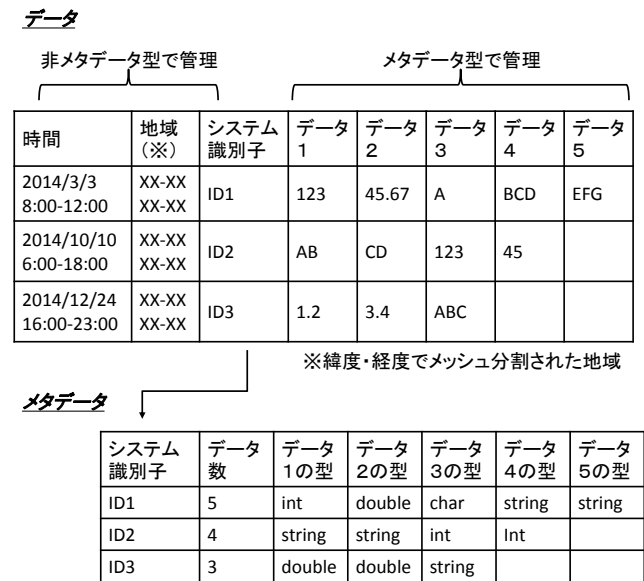 データ
非メタデータ型で管理
メタデータ型で管理
時間
地域
（※）
システム
識別子
データ
１
データ
２
データ
３
データ
４
データ
５
2014/3/3
8:00-12:00
XX-XX
XX-XX
ID1
123
45.67
A
BCD
EFG
2014/10/10
6:00-18:00
XX-XX
XX-XX
ID2
AB
CD
123
45
2014/12/24
16:00-23:00
XX-XX
XX-XX
ID3
1.2
3.4
ABC
※緯度・経度でメッシュ分割された地域
メタデータ
システム
識別子
データ
数
データ
１の型
データ
２の型
データ
３の型
データ
４の型
データ
５の型
ID1
5
int
double
char
string
string
ID2
4
string
string
int
Int
ID3
3
double
double
string